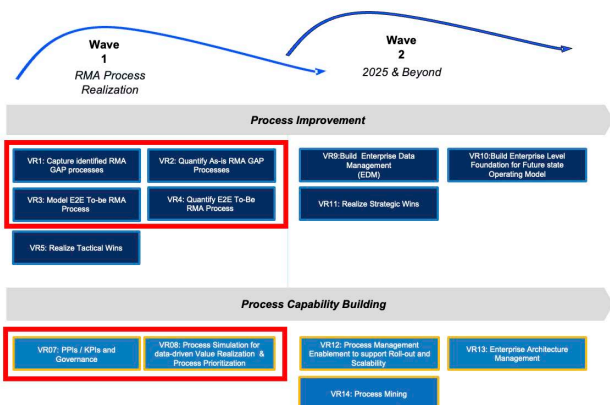 Wave
1
RMA Process
Realization
Wave
2
2025 & Beyond
Process Improvement
VR1: Capture identified RMA
GAP processes
VR2: Quantify As-is RMA GAP
Processes
VR9:Build Enterprise Data
Management
(EDM)
VR10:Build Enterprise Level
Foundation for Future state
Operating Model
VR3: Model E2E To-be RMA
Process
VR4: Quantify E2E To-Be
RMA Process
VR11: Realize Strategic Wins
VR5: Realize Tactical Wins
Process Capability Building
VR07: PPIs / KPIs and
Governance
VR08: Process Simulation for
data-driven Value Realization &
Process Prioritization
VR12: Process Management
Enablement to support Roll-out and
Scalability
VR13: Enterprise Architecture
Management
VR14: Process Mining